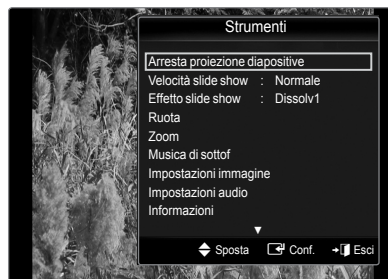 Strumenti
Arresta proiezione diapositive
Velocità slide show : Normale
Effetto slide show : Dissolv1
Ruota
Zoom
Musica di sottof
Impostazioni immagine
Impostazioni audio
Informazioni
Sposta Conf. Esci